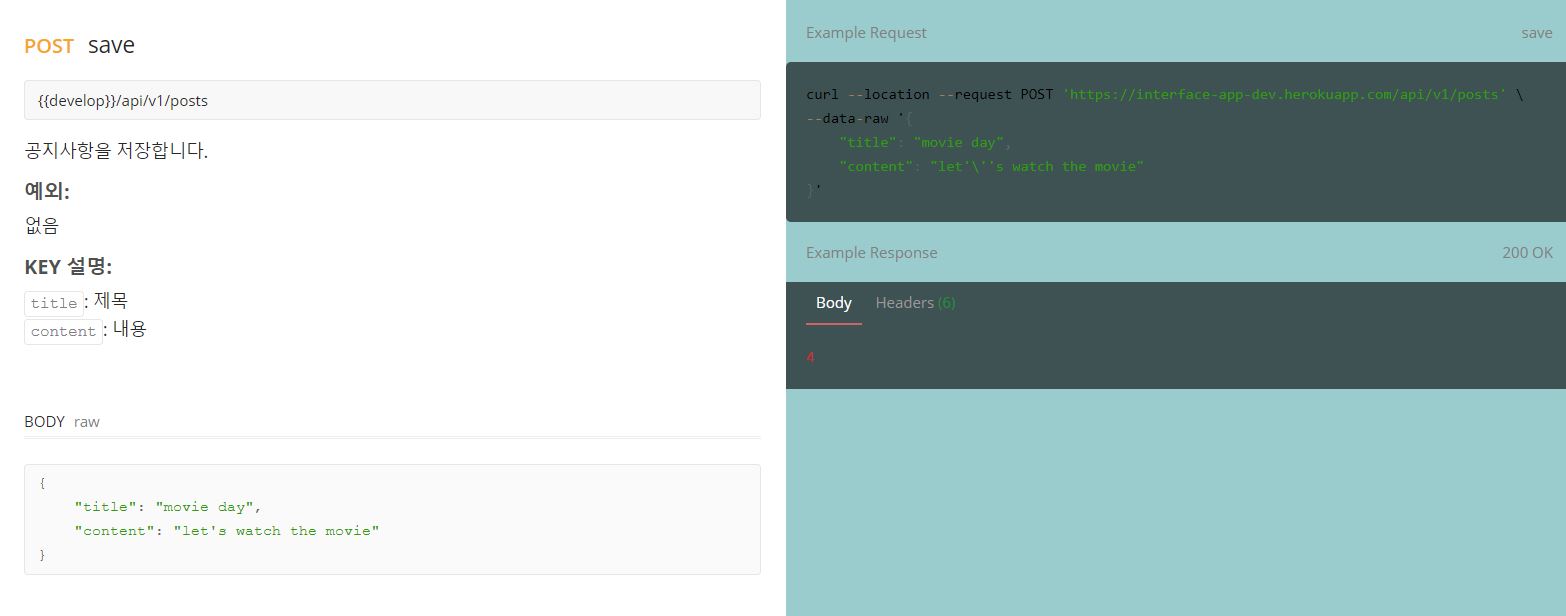 POST save
{{develop}}/api/v1/posts
공지사항을 저장합니다.
예외:
없음
KEY 설명:
title : 제목
content : 내용
BODY raw
{
    "title": "movie day",
    "content": "let's watch the movie"
}
Example Request save
curl --location --request POST 'https://interface-app-dev.herokuapp.com/api/v1/posts' \
--data-raw '{
    "title": "movie day",
    "content": "let'\''s watch the movie"
}'
Example Response 200 OK
Body Headers (6)
4